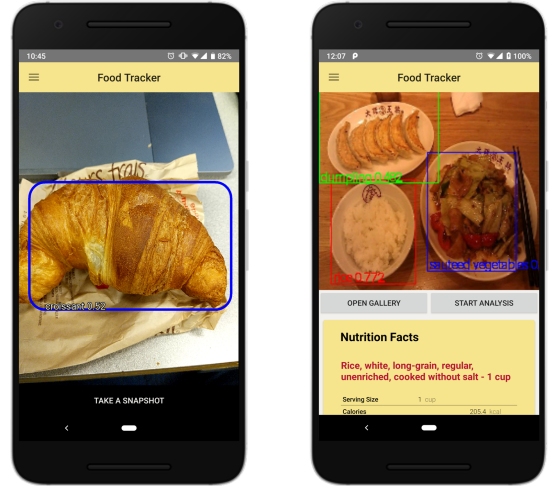 10:45
82%
Food Tracker
croissant 0.52
TAKE A SNAPSHOT
12:07
100%
Food Tracker
dumpling 0.482
rice 0.772
sauteed vegetables 0.
OPEN GALLERY
START ANALYSIS
Nutrition Facts
Rice, white, long-grain, regular,
unenriched, cooked without salt - 1 cup
Serving Size 1 cup
Calories 205.4 kcal